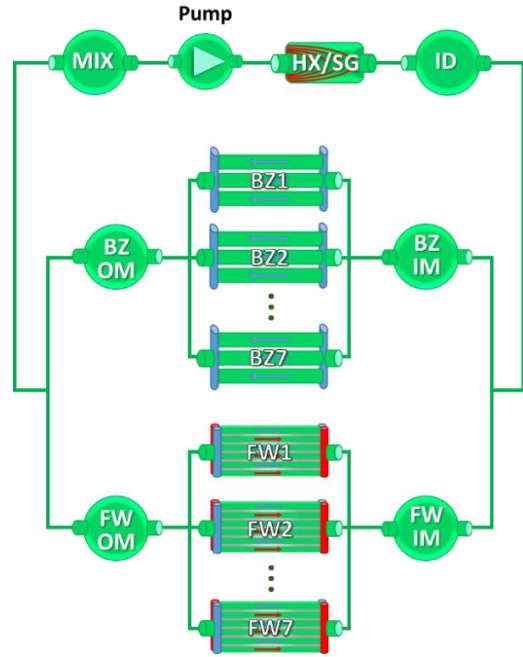 Pump
MIX
HX/SG
ID
BZ1
BZ
OM
BZ2
BZ
IM
BZ7
FW1
FW
OM
FW2
FW
IM
FW7